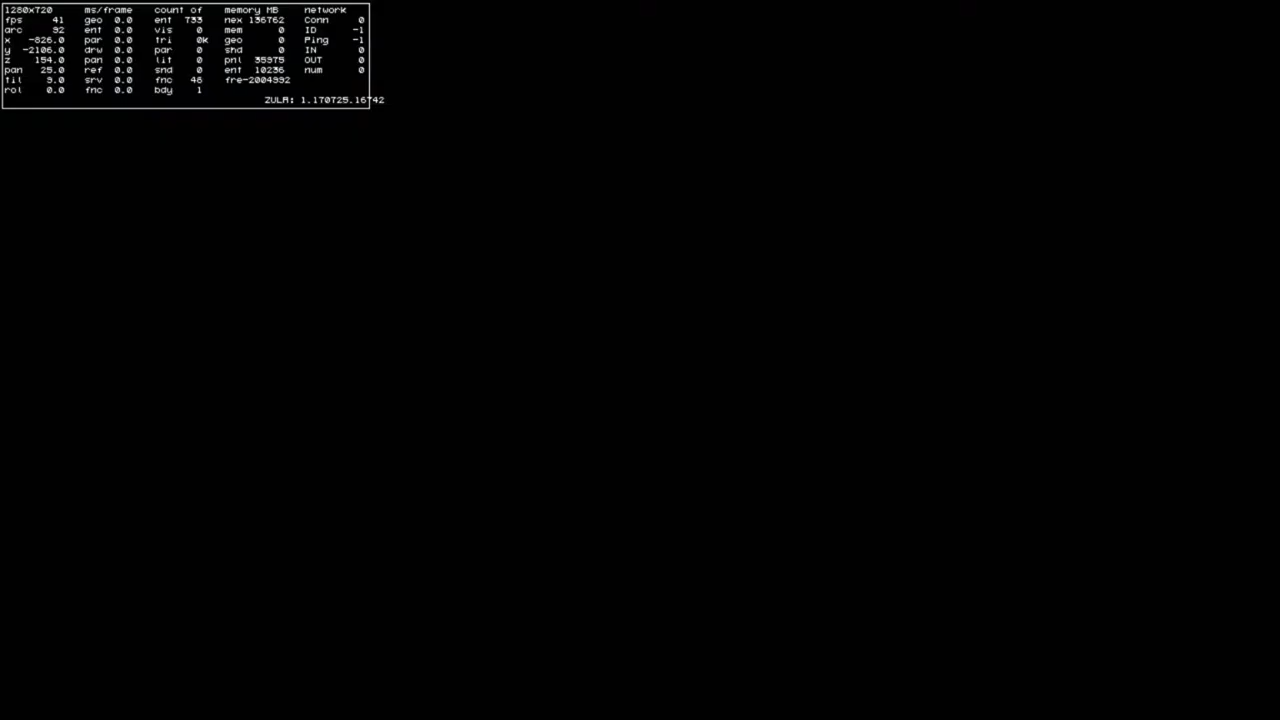 1280x720 ms/frame count of memory MB network
fps 41 geo 0.0 ent 733 nex 136762 Conn 0
arc 92 ent 0.0 vis 0 mem 0 ID -1
x -826.0 par 0.0 tri 0k geo 0 Ping -1
y -2106.0 drw 0.0 par 0 shd 0 IN 0
z 154.0 pan 0.0 lit 0 pnl 35975 OUT 0
pan 25.0 ref 0.0 snd 0 ent 10236 num 0
til 9.0 srv 0.0 fnc 46 fre-2004992
rol 0.0 fnc 0.0 bdy 1
ZULA: 1.170725.16742